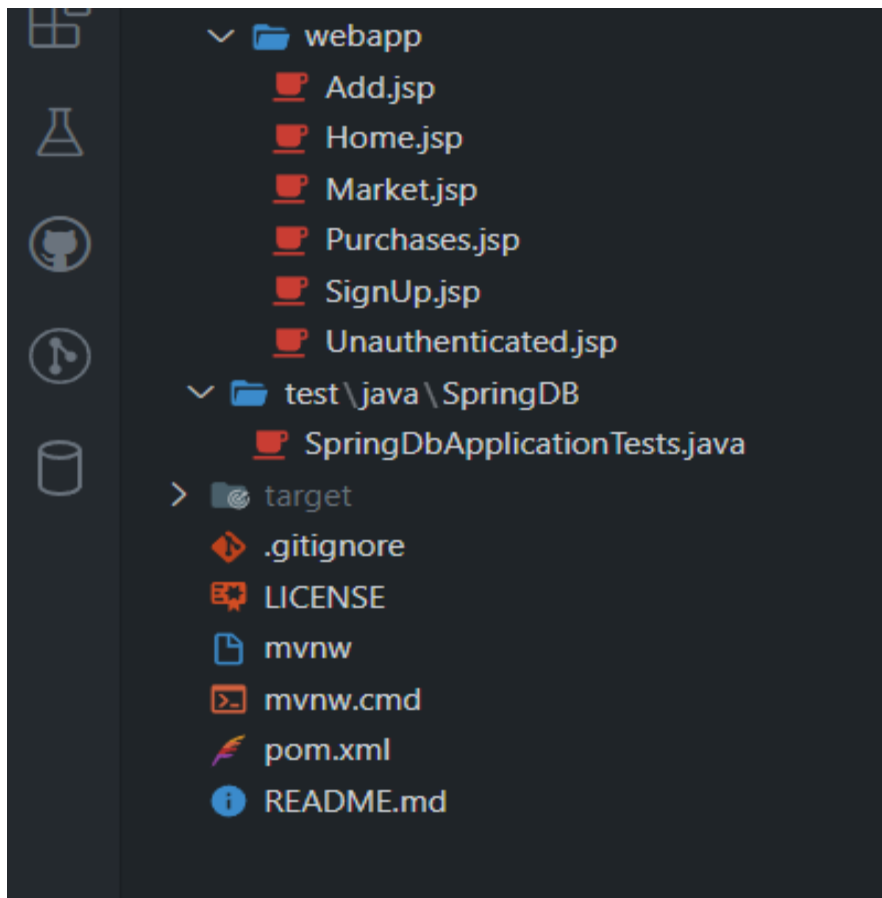 webapp
Add.jsp
Home.jsp
Market.jsp
Purchases.jsp
SignUp.jsp
Unauthenticated.jsp
test\java\SpringDB
SpringDbApplicationTests.java
target
.gitignore
LICENSE
mvnw
mvnw.cmd
pom.xml
README.md